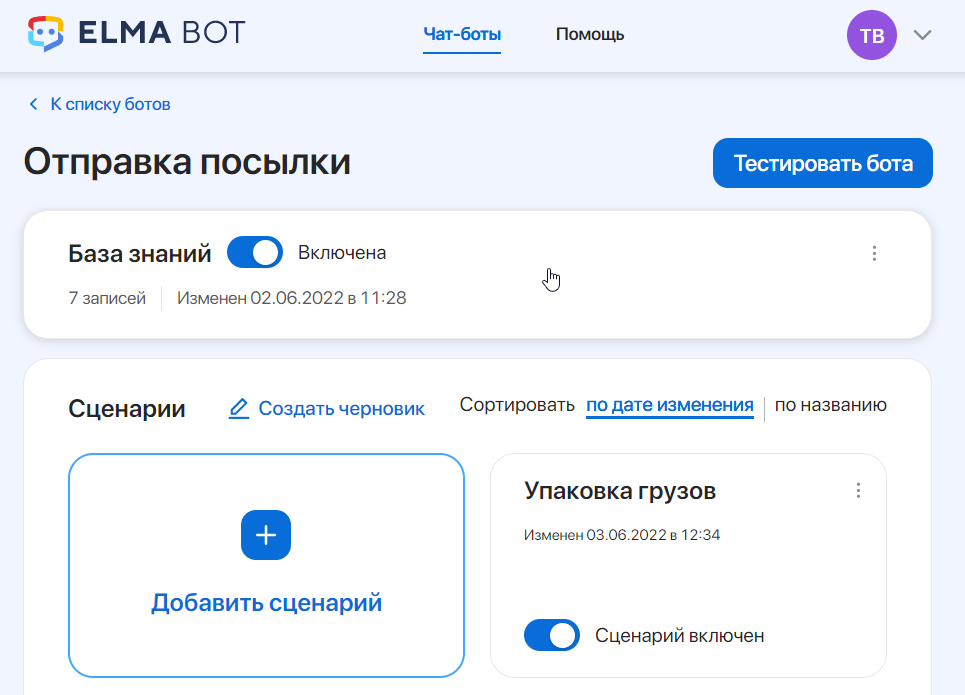 ELMA BOT
Чат-боты
Помощь
ТВ
К списку ботов
Отправка посылки
Тестировать бота
База знаний
Включена
7 записей
Изменен 02.06.2022 в 11:28
Сценарии
Создать черновик
Сортировать
по дате изменения
по названию
Добавить сценарий
Упаковка грузов
Изменен 03.06.2022 в 12:34
Сценарий включен